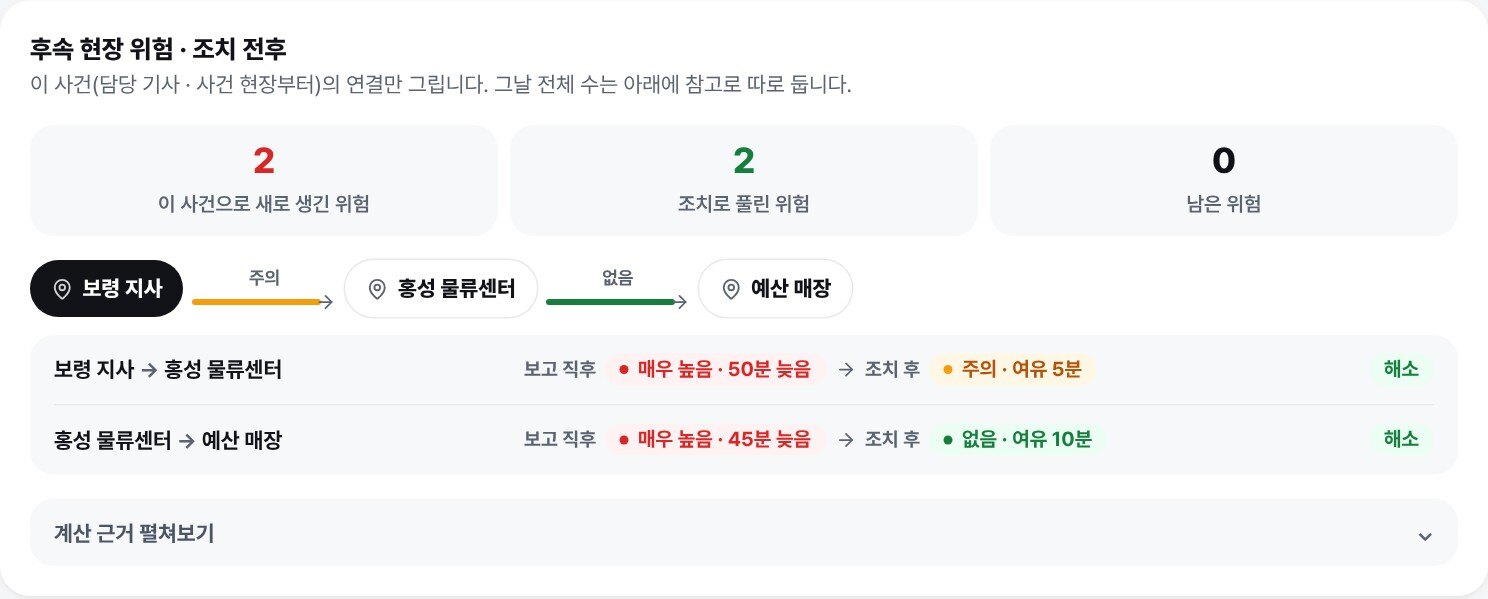 후속 현장 위험 · 조치 전후
이 사건(담당 기사 · 사건 현장부터)의 연결만 그립니다. 그날 전체 수는 아래에 참고로 따로 둡니다.
2
이 사건으로 새로 생긴 위험
2
조치로 풀린 위험
0
남은 위험
보령 지사
주의
홍성 물류센터
없음
예산 매장
보령 지사 → 홍성 물류센터 보고 직후 매우 높음 · 50분 늦음 → 조치 후 주의 · 여유 5분 해소
홍성 물류센터 → 예산 매장 보고 직후 매우 높음 · 45분 늦음 → 조치 후 없음 · 여유 10분 해소
계산 근거 펼쳐보기